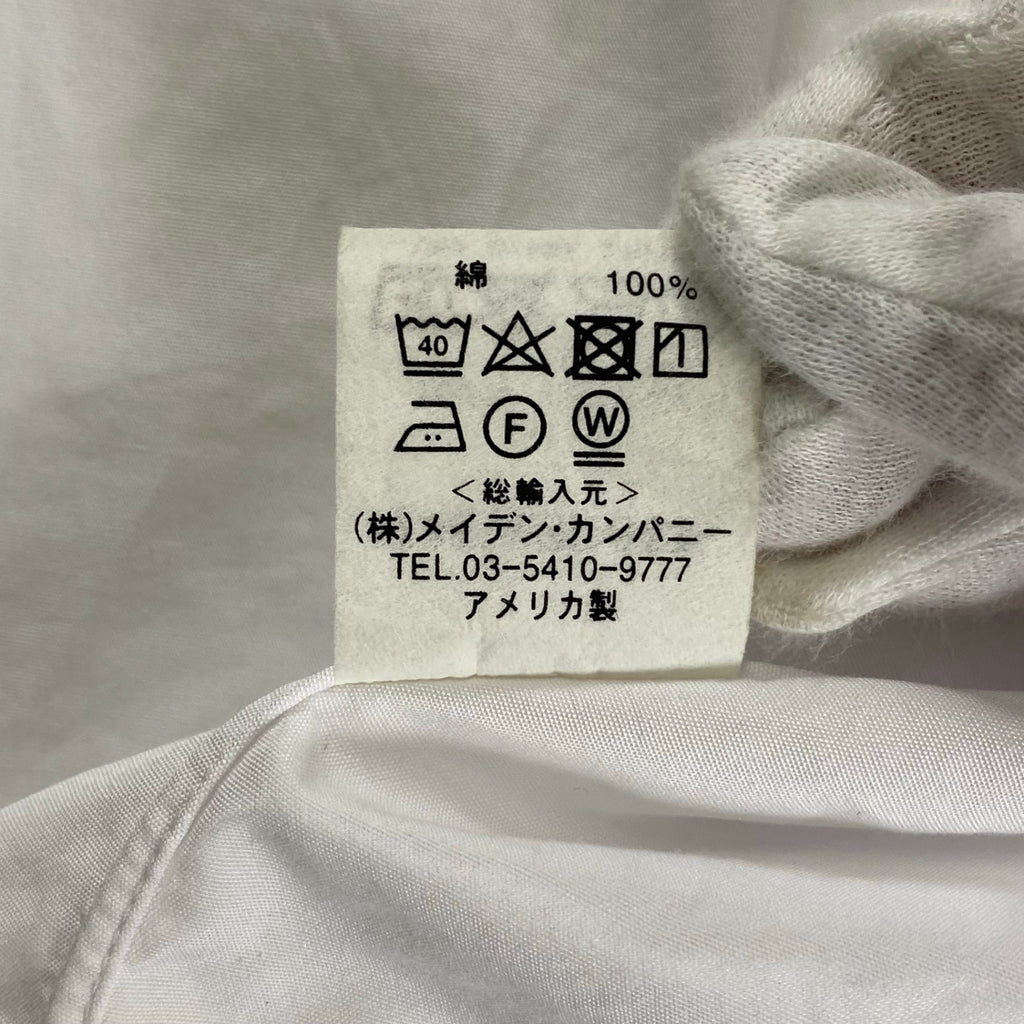 綿 100%
40
F W
＜総輸入元＞
(株)メイデン・カンパニー
TEL.03-5410-9777
アメリカ製